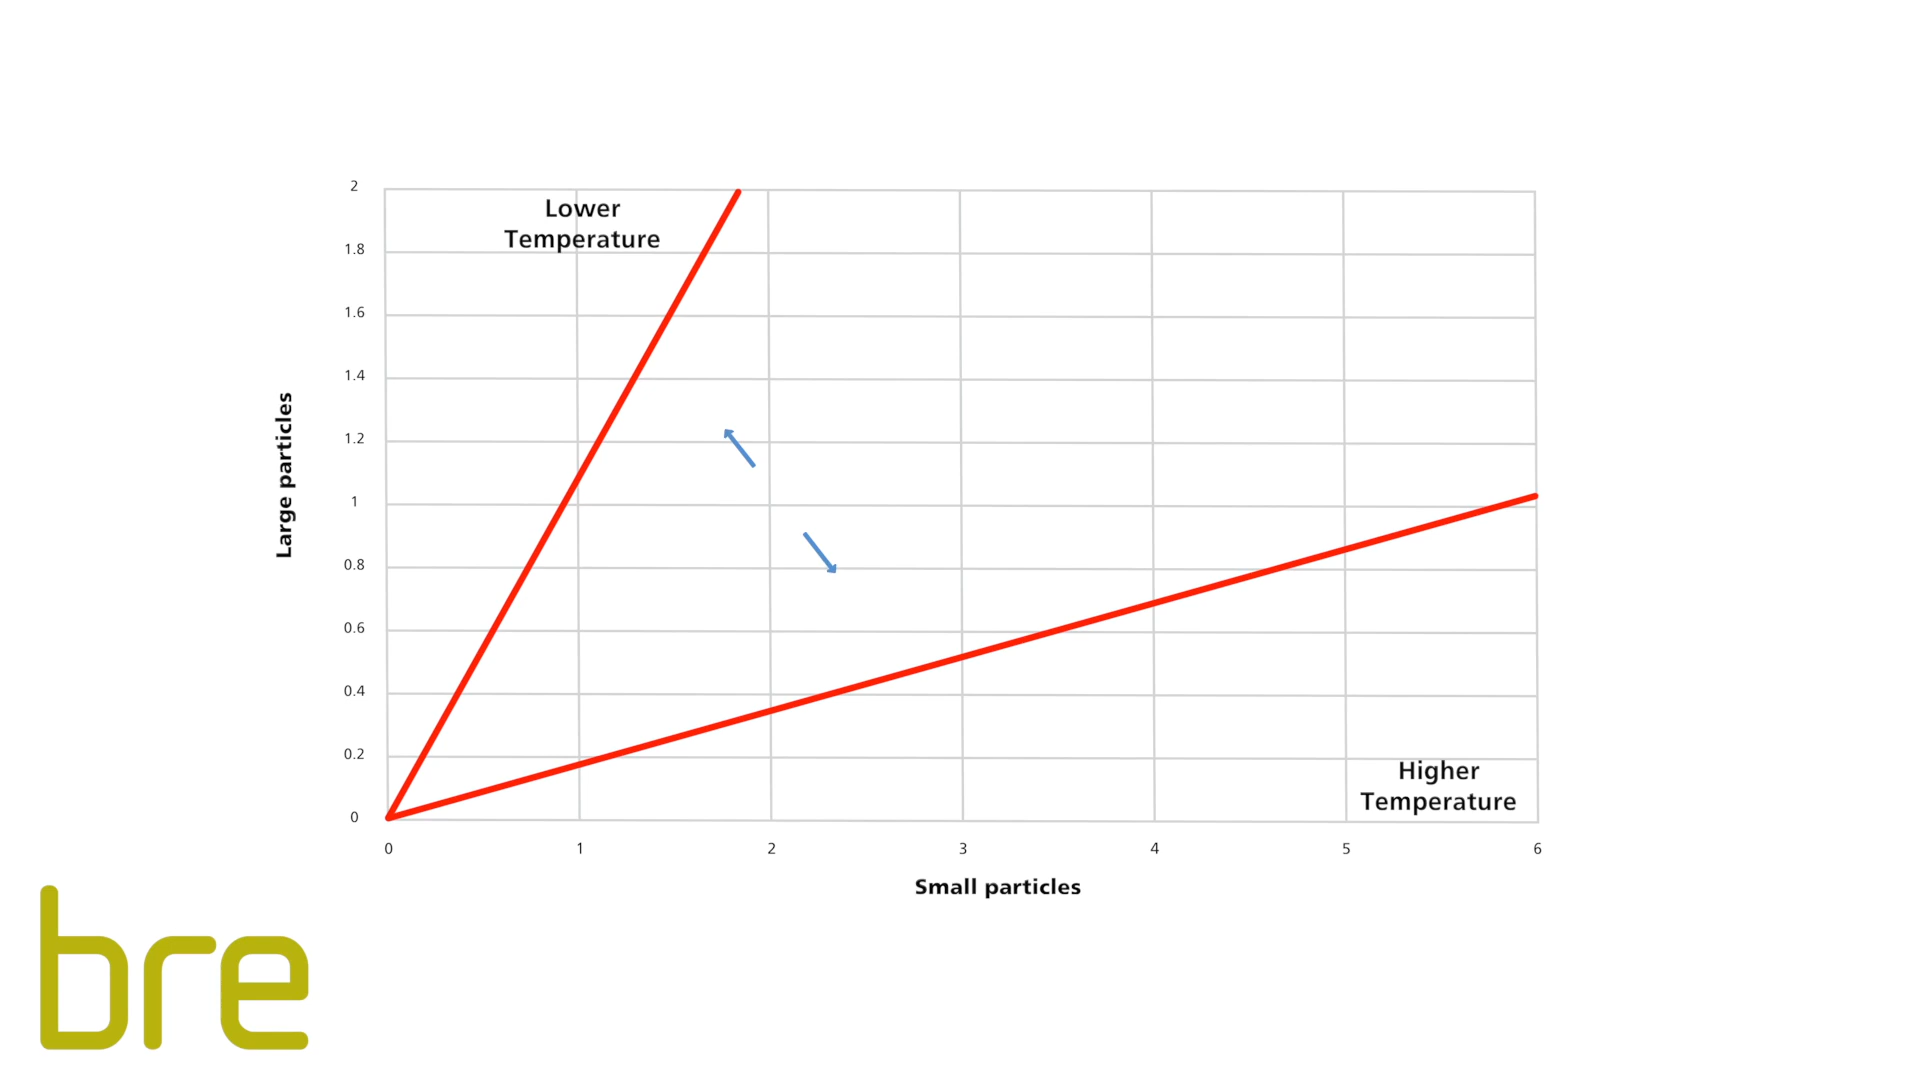 Lower
Temperature
2
1.8
1.6
1.4
1.2
1
0.8
0.6
0.4
0.2
0
Large particles
Higher
Temperature
0 1 2 3 4 5 6
Small particles
bre